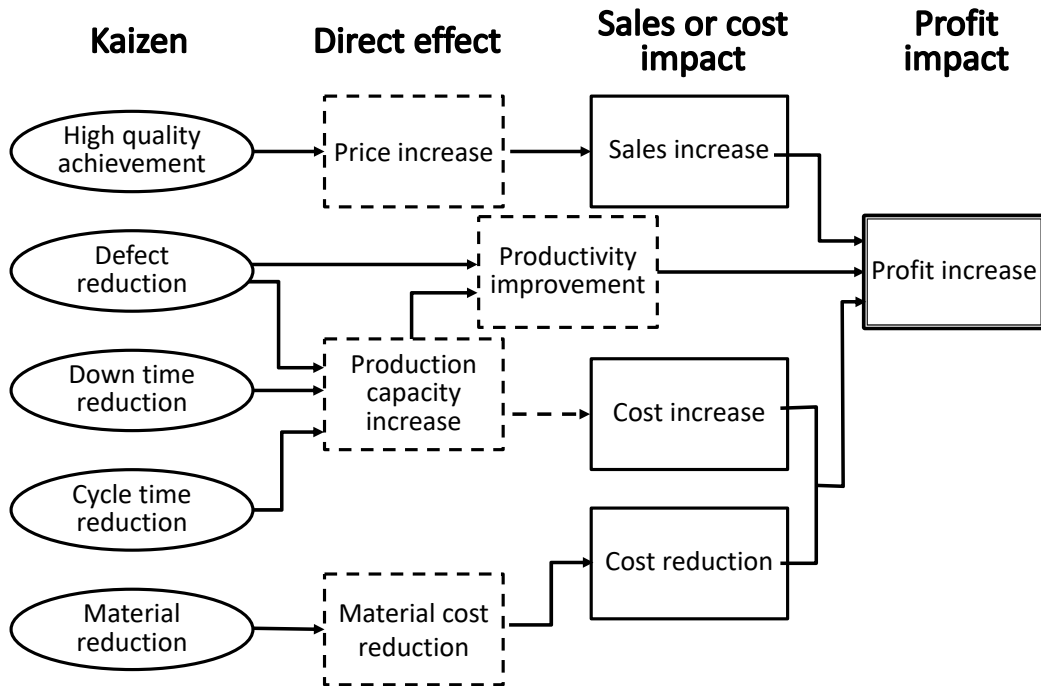 Kaizen
Direct effect
Sales or cost
impact
Profit
impact
High quality
achievement
Price increase
Sales increase
Defect
reduction
Productivity
improvement
Profit increase
Down time
reduction
Production
capacity
increase
Cost increase
Cycle time
reduction
Cost reduction
Material
reduction
Material cost
reduction